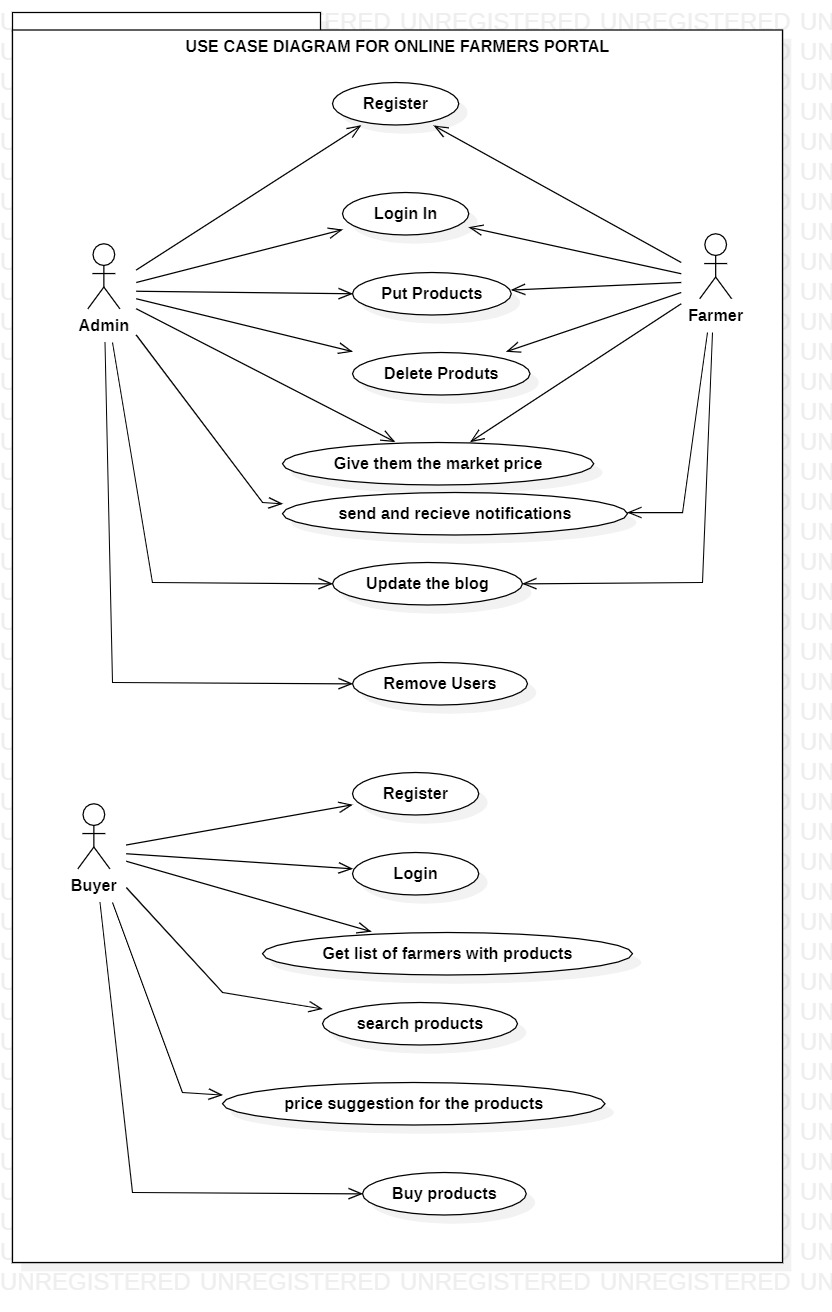 USE CASE DIAGRAM FOR ONLINE FARMERS PORTAL
Register
Login In
Put Products
Admin
Farmer
Delete Produts
Give them the market price
send and recieve notifications
Update the blog
Remove Users
Register
Login
Buyer
Get list of farmers with products
search products
price suggestion for the products
Buy products
UNREGISTERED UNREGISTERED UNREGISTERED UNREGISTERED